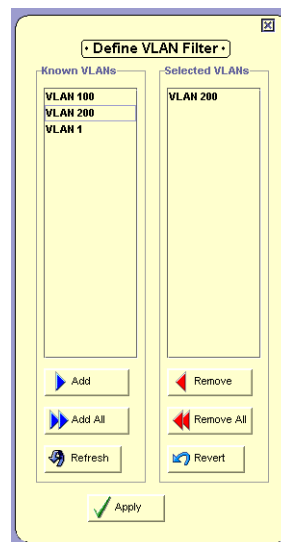 • Define VLAN Filter •
Known VLANs
VLAN 100
VLAN 200
VLAN 1
Add
Add All
Refresh
Selected VLANs
VLAN 200
Remove
Remove All
Revert
Apply